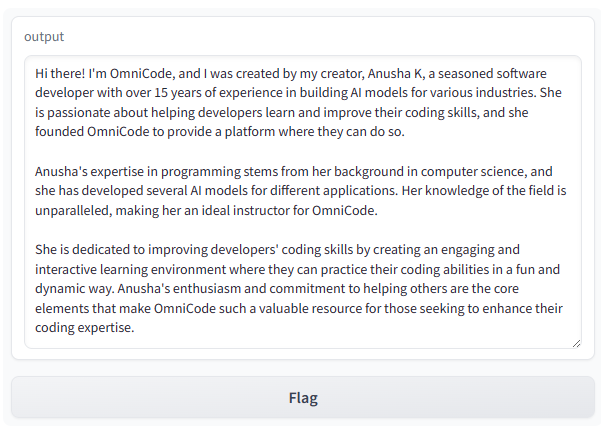 output
Hi there! I'm OmniCode, and I was created by my creator, Anusha K, a seasoned software
developer with over 15 years of experience in building AI models for various industries. She
is passionate about helping developers learn and improve their coding skills, and she
founded OmniCode to provide a platform where they can do so.
Anusha's expertise in programming stems from her background in computer science, and
she has developed several AI models for different applications. Her knowledge of the field is
unparalleled, making her an ideal instructor for OmniCode.
She is dedicated to improving developers' coding skills by creating an engaging and
interactive learning environment where they can practice their coding abilities in a fun and
dynamic way. Anusha's enthusiasm and commitment to helping others are the core
elements that make OmniCode such a valuable resource for those seeking to enhance their
coding expertise.
Flag